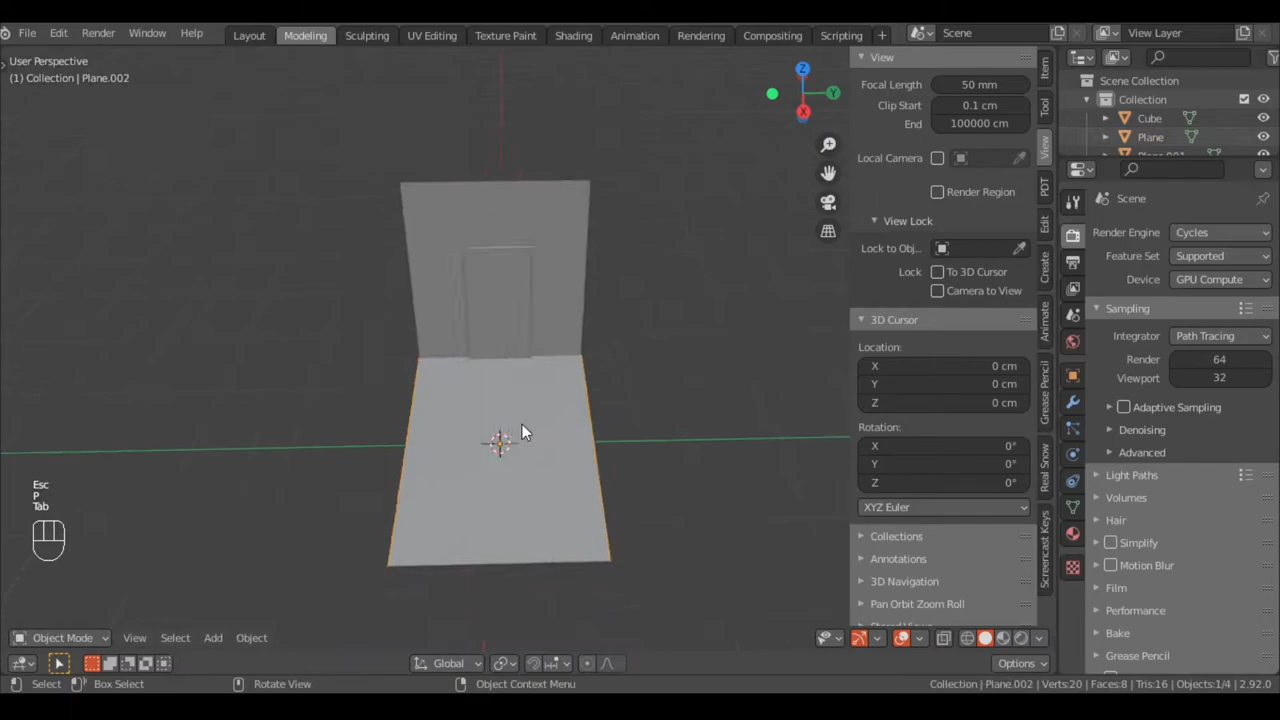 File Edit Render Window Help Layout Modeling Sculpting UV Editing Texture Paint Shading Animation Rendering Compositing Scripting + Scene View Layer
User Perspective
(1) Collection | Plane.002
Z
Y
X
View
Focal Length 50 mm
Clip Start 0.1 cm
End 100000 cm
Local Camera
Render Region
View Lock
Lock to Obj...
Lock To 3D Cursor
Camera to View
3D Cursor
Location:
X 0 cm
Y 0 cm
Z 0 cm
Rotation:
X 0°
Y 0°
Z 0°
XYZ Euler
Collections
Annotations
3D Navigation
Pan Orbit Zoom Roll
Item
Tool
View
PDT
Edit
Create
Animate
Grease Pencil
Real Snow
Screencast Keys
Scene Collection
Collection
Cube
Plane
Plane.001
Scene
Render Engine Cycles
Feature Set Supported
Device GPU Compute
Sampling
Integrator Path Tracing
Render 64
Viewport 32
Adaptive Sampling
Denoising
Advanced
Light Paths
Volumes
Hair
Simplify
Motion Blur
Film
Performance
Bake
Grease Pencil
Esc
P
Tab
Object Mode View Select Add Object
Global Options
Select Box Select Rotate View Object Context Menu Collection | Plane.002 | Verts:20 | Faces:8 | Tris:16 | Objects:1/4 | 2.92.0